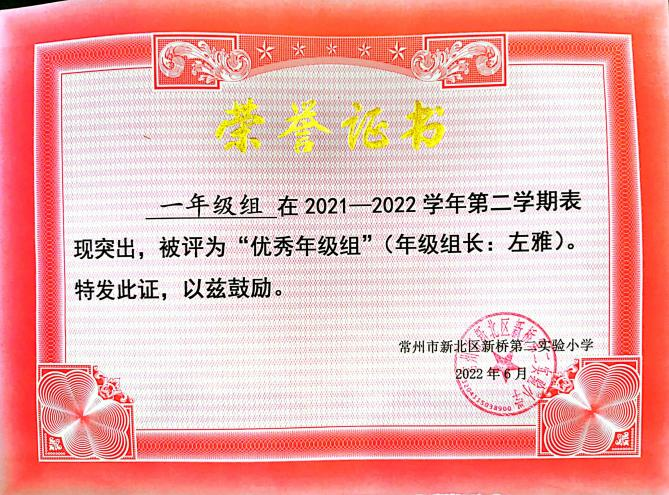 荣誉证书
一年级组 在 2021—2022 学年第二学期表
现突出，被评为“优秀年级组”（年级组长：左雅）。
特发此证，以兹鼓励。
常州市新北区新桥第二实验小学
2022 年 6 月